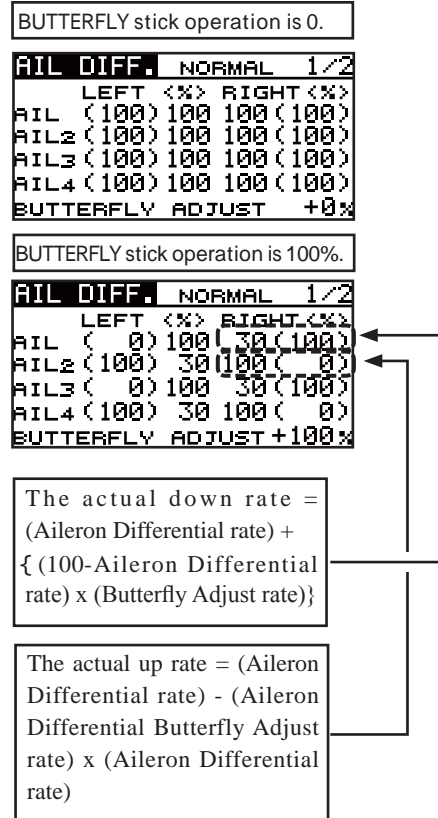 BUTTERFLY stick operation is 0.
AIL DIFF. NORMAL 1/2
LEFT <%> RIGHT <%>
AIL (100) 100 100 (100)
AIL2 (100) 100 100 (100)
AIL3 (100) 100 100 (100)
AIL4 (100) 100 100 (100)
BUTTERFLY ADJUST +0%
BUTTERFLY stick operation is 100%.
AIL DIFF. NORMAL 1/2
LEFT <%> RIGHT <%>
AIL ( 0) 100 30 (100)
AIL2 (100) 30 100 ( 0)
AIL3 ( 0) 100 30 (100)
AIL4 (100) 30 100 ( 0)
BUTTERFLY ADJUST +100%
The actual down rate =
(Aileron Differential rate) +
{ (100-Aileron Differential
rate) x (Butterfly Adjust rate)}
The actual up rate = (Aileron
Differential rate) - (Aileron
Differential Butterfly Adjust
rate) x (Aileron Differential
rate)